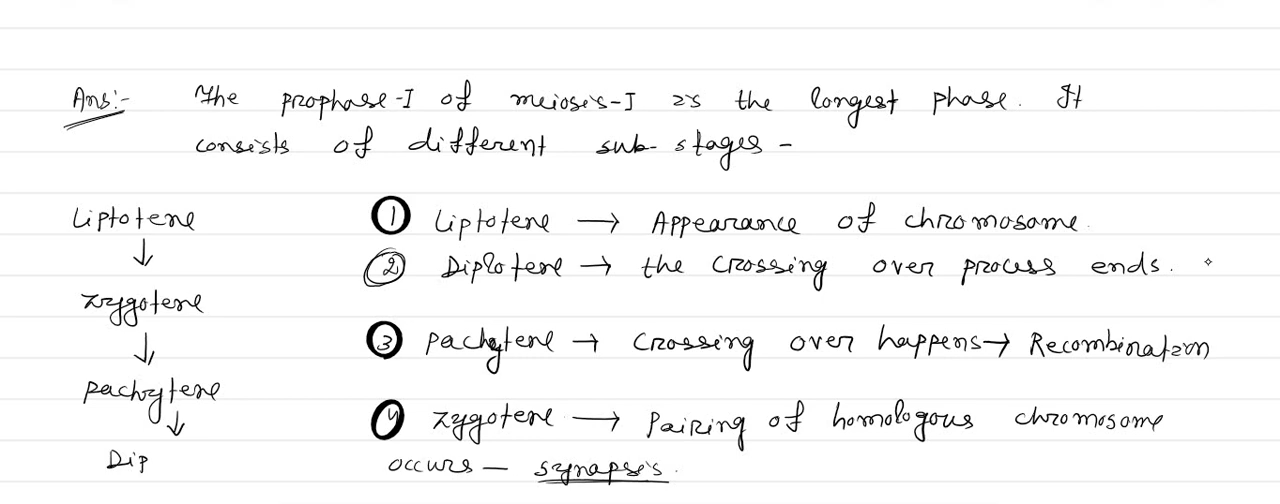 Ans:- The prophase-I of meiosis-I is the longest phase. It
consists of different sub-stages -
Liptotene
↓
Zygotene
↓
Pachytene
↓
Dip
① Liptotene → Appearance of chromosome.
② Diplotene → the crossing over process ends.
③ Pachytene → Crossing over happens → Recombination
④ Zygotene → Pairing of homologous chromosome
occurs — synapsis.